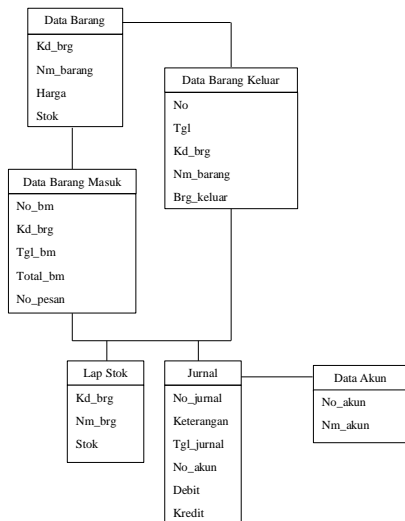 Data Barang
Kd_brg
Nm_barang
Harga
Stok
Data Barang Keluar
No
Tgl
Kd_brg
Nm_barang
Brg_keluar
Data Barang Masuk
No_bm
Kd_brg
Tgl_bm
Total_bm
No_pesan
Lap Stok
Kd_brg
Nm_brg
Stok
Jurnal
No_jurnal
Keterangan
Tgl_jurnal
No_akun
Debit
Kredit
Data Akun
No_akun
Nm_akun